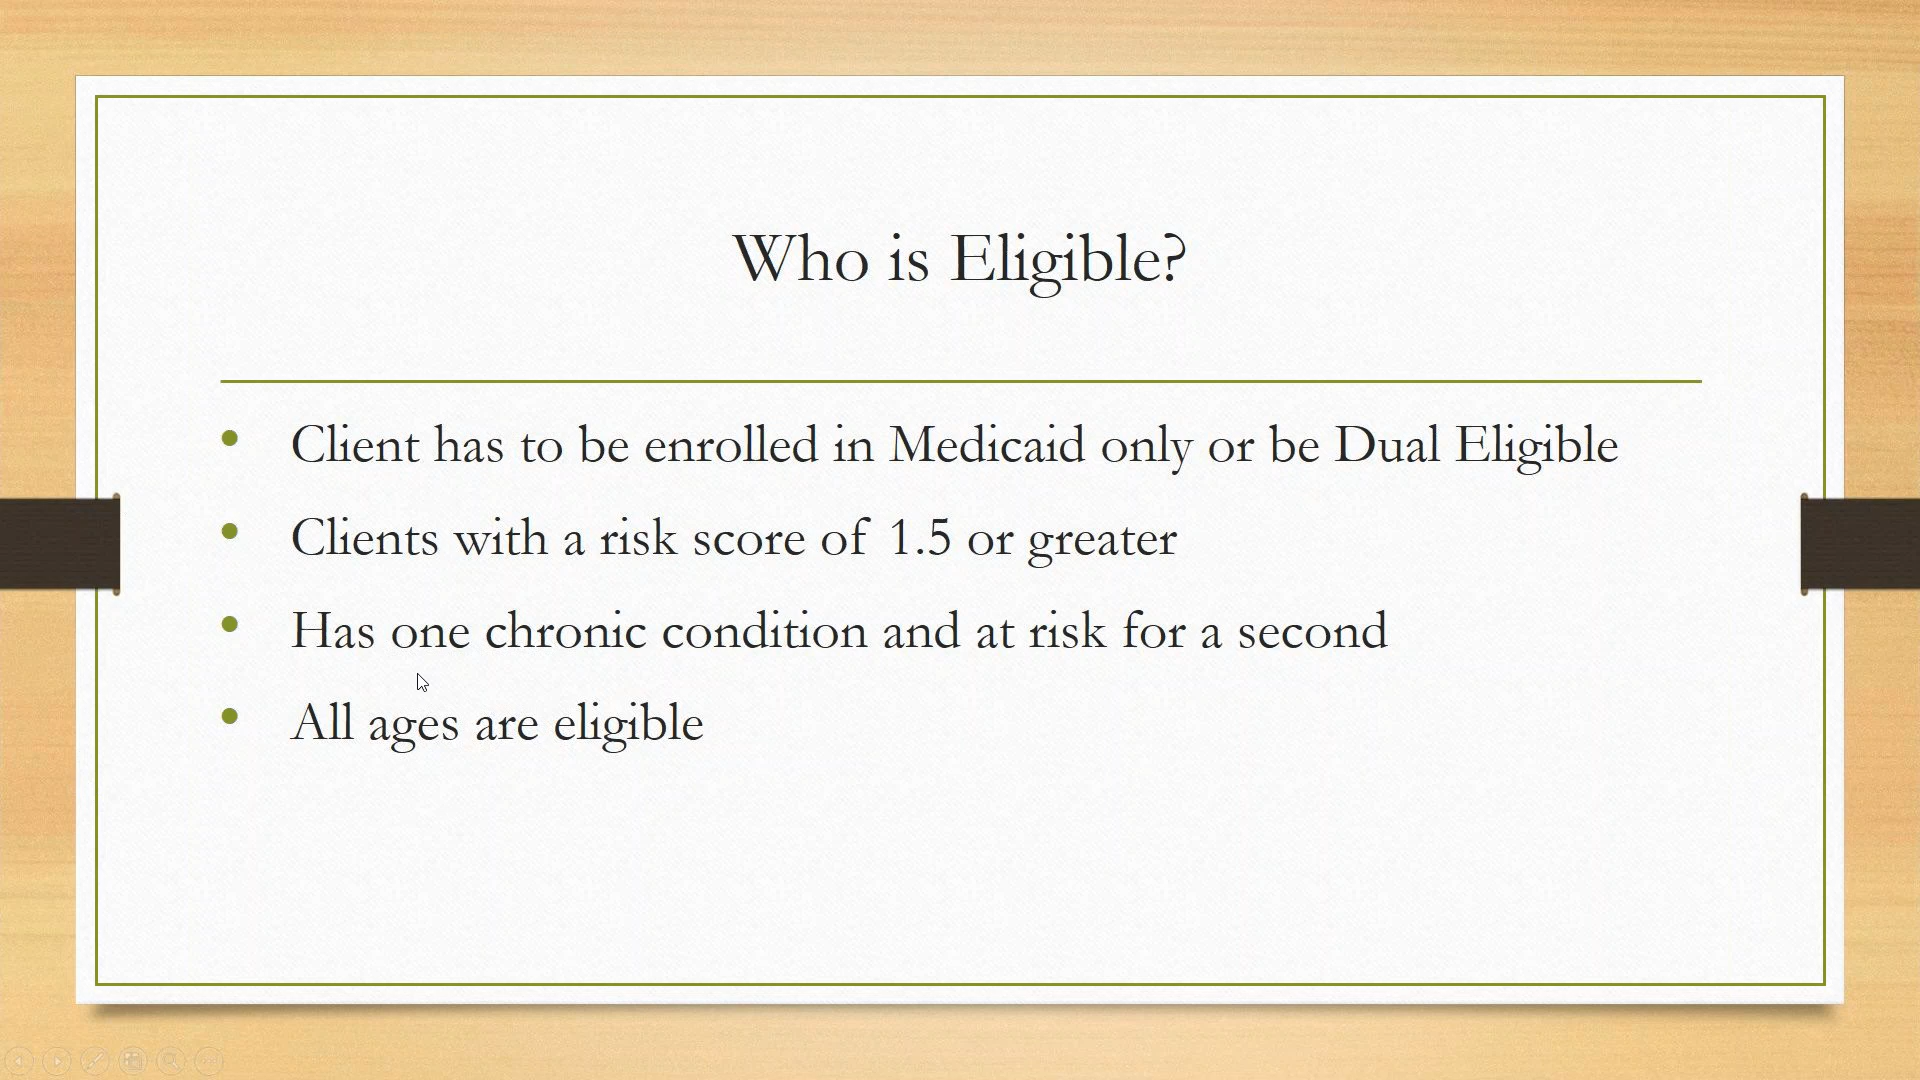 Who is Eligible?
Client has to be enrolled in Medicaid only or be Dual Eligible
Clients with a risk score of 1.5 or greater
Has one chronic condition and at risk for a second
All ages are eligible